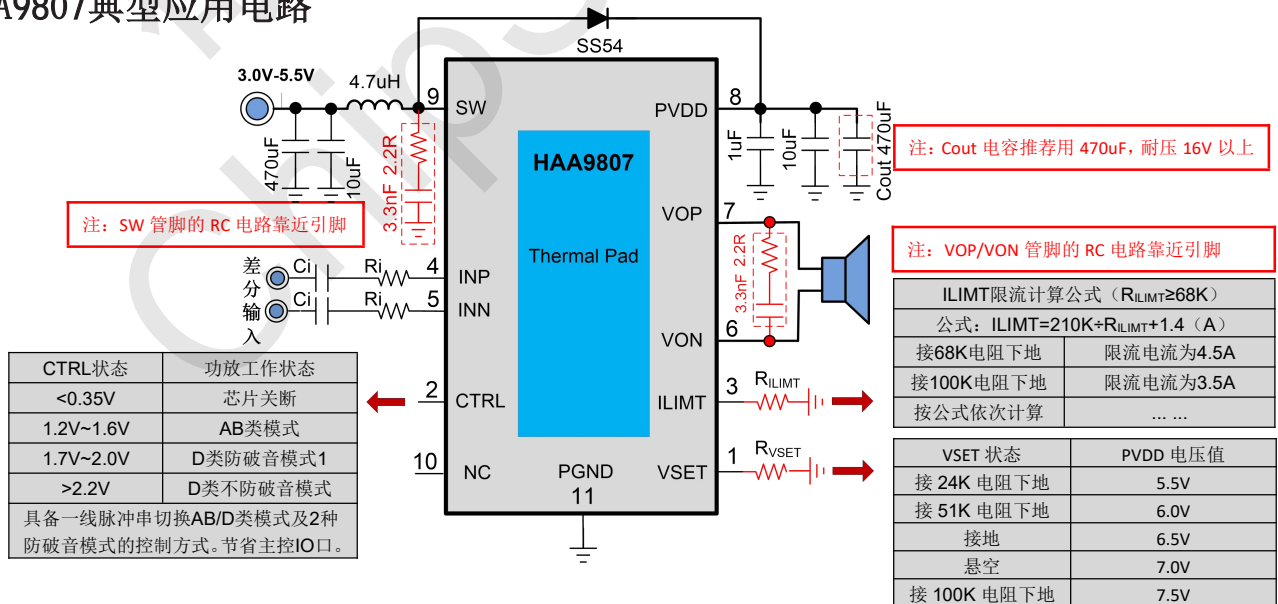 A9807典型应用电路
SS54
3.0V-5.5V
4.7uH
9
SW
PVDD
8
470uF
10uF
3.3nF 2.2R
1uF
10uF
Cout 470uF
HAA9807
Thermal Pad
注：Cout 电容推荐用 470uF，耐压 16V 以上
注：SW 管脚的 RC 电路靠近引脚
VOP
7
注：VOP/VON 管脚的 RC 电路靠近引脚
差分输入
Ci
Ri
4
INP
Ci
Ri
5
INN
3.3nF 2.2R
VON
6
2
CTRL
ILIMT
3
RILIMT
10
NC
PGND
11
VSET
1
RVSET
CTRL状态 功放工作状态
<0.35V 芯片关断
1.2V~1.6V AB类模式
1.7V~2.0V D类防破音模式1
>2.2V D类不防破音模式
具备一线脉冲串切换AB/D类模式及2种
防破音模式的控制方式。节省主控IO口。
ILIMT限流计算公式（RILIMT≥68K）
公式：ILIMT=210K÷RILIMT+1.4（A）
接68K电阻下地 限流电流为4.5A
接100K电阻下地 限流电流为3.5A
按公式依次计算 ... ...
VSET 状态 PVDD 电压值
接 24K 电阻下地 5.5V
接 51K 电阻下地 6.0V
接地 6.5V
悬空 7.0V
接 100K 电阻下地 7.5V